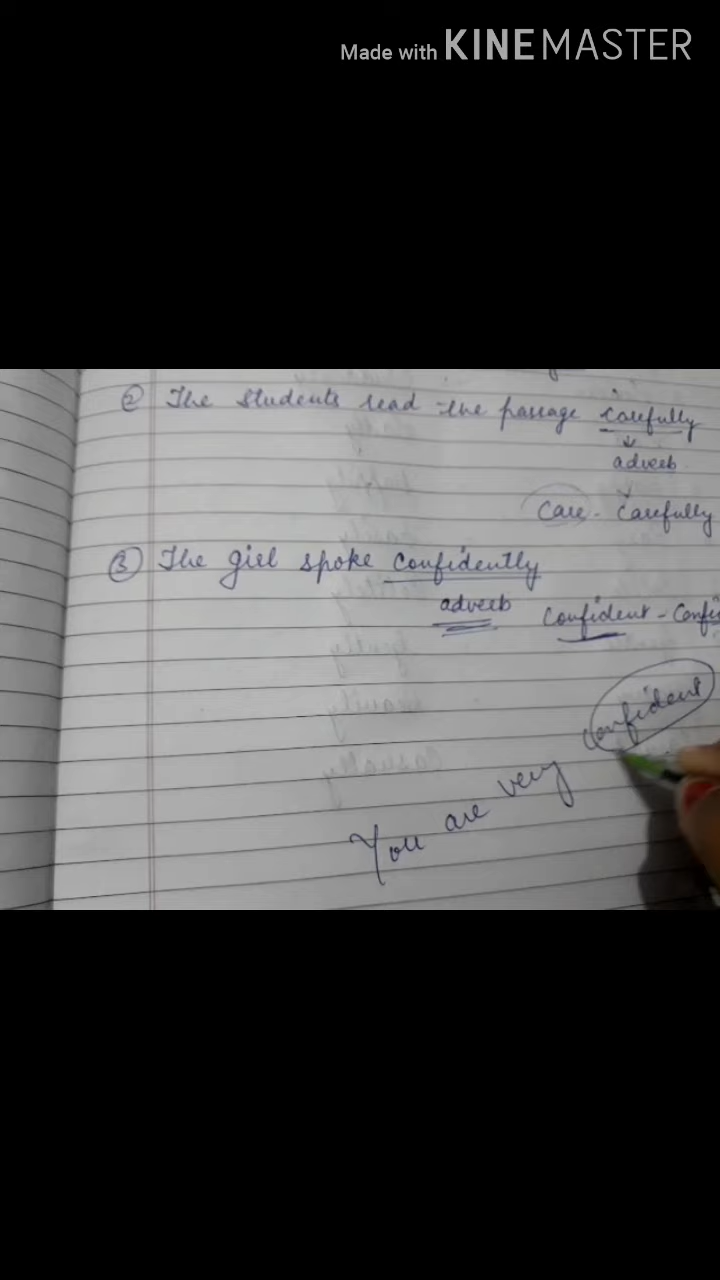 Made with KINEMASTER
② The students read the passage carefully
↓
adverb
Care - Carefully
③ The girl spoke confidently
adverb Confident - Confi
You are very confident